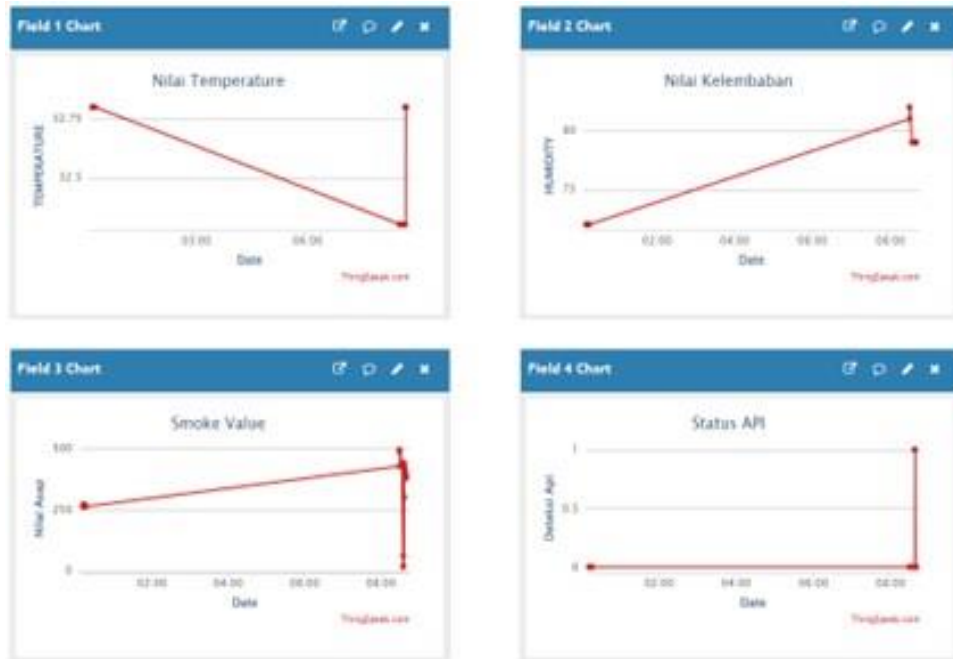 Field 1 Chart
Nilai Temperature
TEMPERATURE
32.75
32.5
03:00
06:00
Date
ThingSpeak.com
Field 2 Chart
Nilai Kelembaban
HUMIDITY
80
75
02:00
04:00
06:00
08:00
Date
ThingSpeak.com
Field 3 Chart
Smoke Value
Nilai Asap
500
250
0
02:00
04:00
06:00
08:00
Date
ThingSpeak.com
Field 4 Chart
Status API
Deteksi Api
1
0.5
0
02:00
04:00
06:00
08:00
Date
ThingSpeak.com